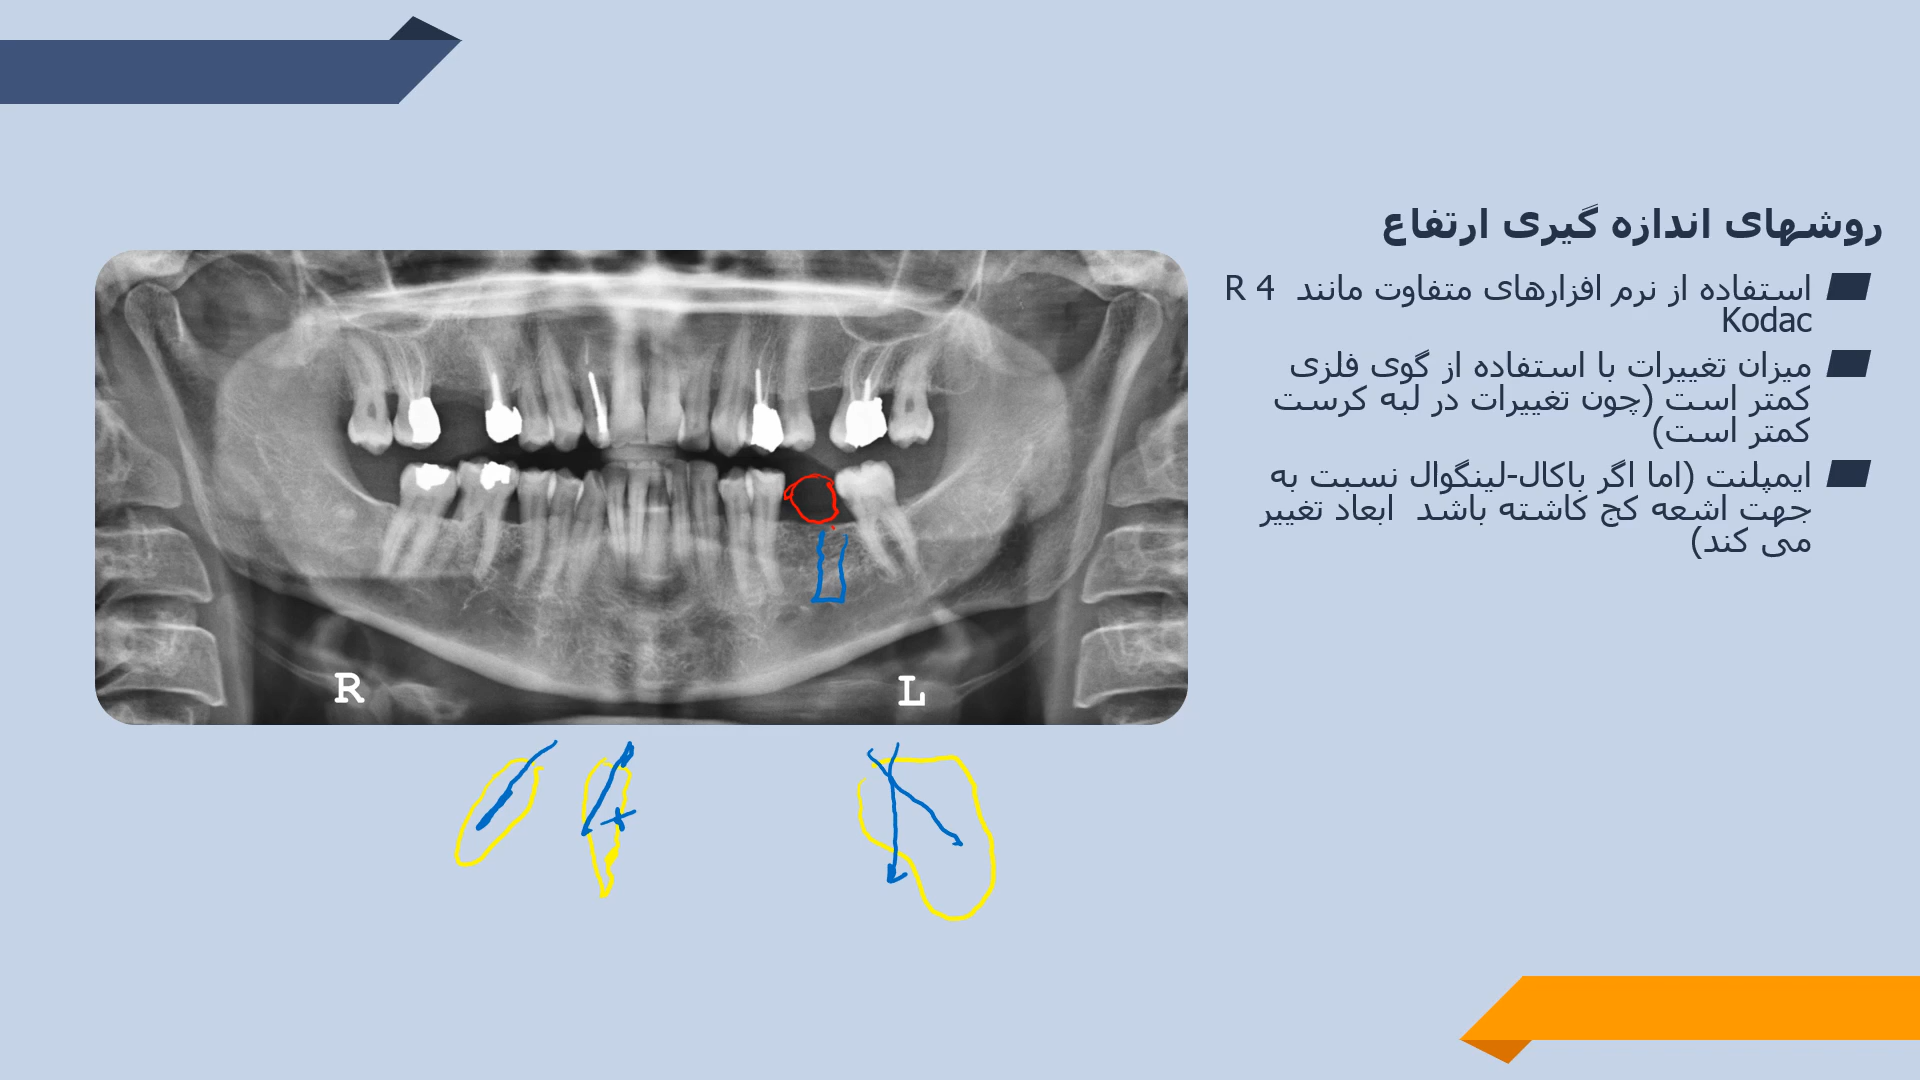 روشهای اندازه گیری ارتفاع
استفاده از نرم افزارهای متفاوت مانند R 4
Kodac
میزان تغییرات با استفاده از گوی فلزی
کمتر است (چون تغییرات در لبه کرست
کمتر است)
ایمپلنت (اما اگر باکال-لینگوال نسبت به
جهت اشعه کج کاشته باشد ابعاد تغییر
می کند)
R
L